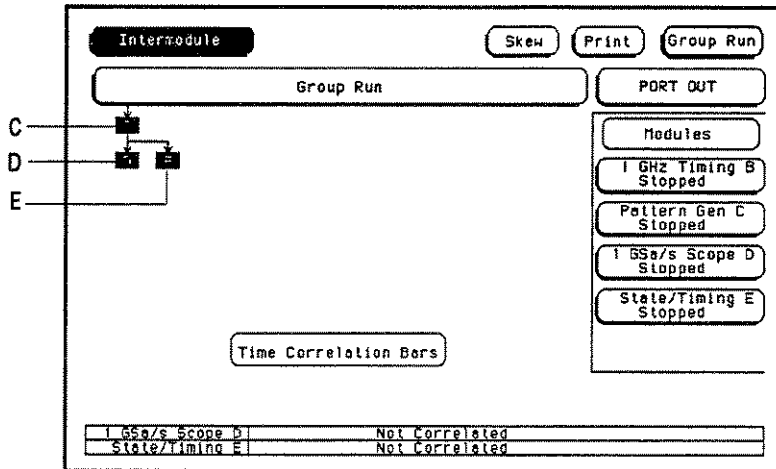 Intermodule
Skew
Print
Group Run
Group Run
PORT OUT
C
D
E
Modules
1 GHz Timing B
Stopped
Pattern Gen C
Stopped
1 GSa/s Scope D
Stopped
State/Timing E
Stopped
Time Correlation Bars
1 GSa/s Scope D Not Correlated
State/Timing E Not Correlated